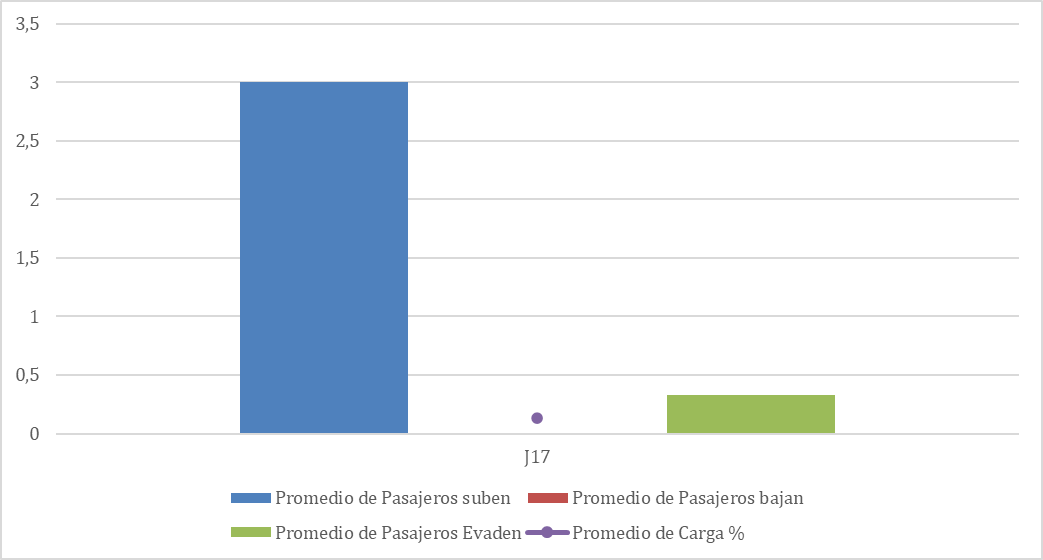 3,5
3
2,5
2
1,5
1
0,5
0
J17
Promedio de Pasajeros suben Promedio de Pasajeros bajan
Promedio de Pasajeros Evaden Promedio de Carga %